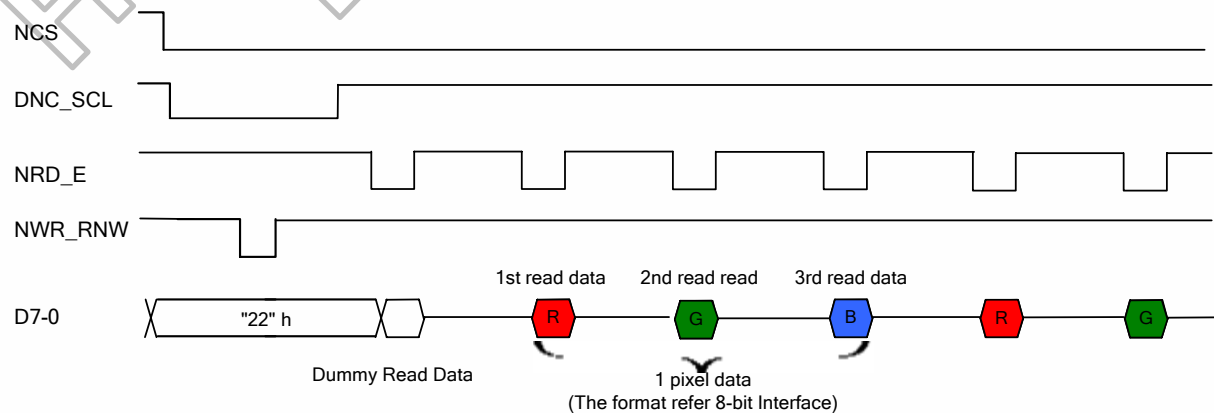 NCS
DNC_SCL
NRD_E
NWR_RNW
1st read data 2nd read read 3rd read data
D7-0 "22" h R G B R G
Dummy Read Data
1 pixel data
(The format refer 8-bit Interface)